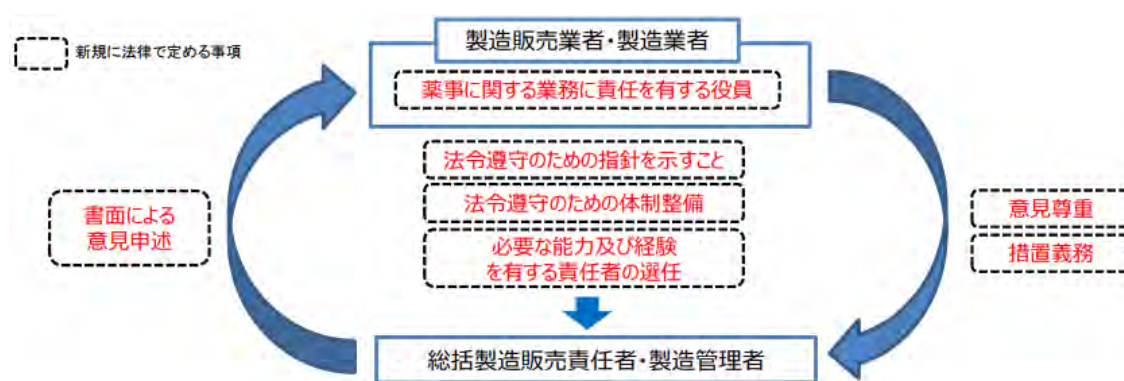 新規に法律で定める事項
製造販売業者・製造業者
薬事に関する業務に責任を有する役員
法令遵守のための指針を示すこと
法令遵守のための体制整備
必要な能力及び経験
を有する責任者の選任
書面による
意見申述
意見尊重
措置義務
総括製造販売責任者・製造管理者